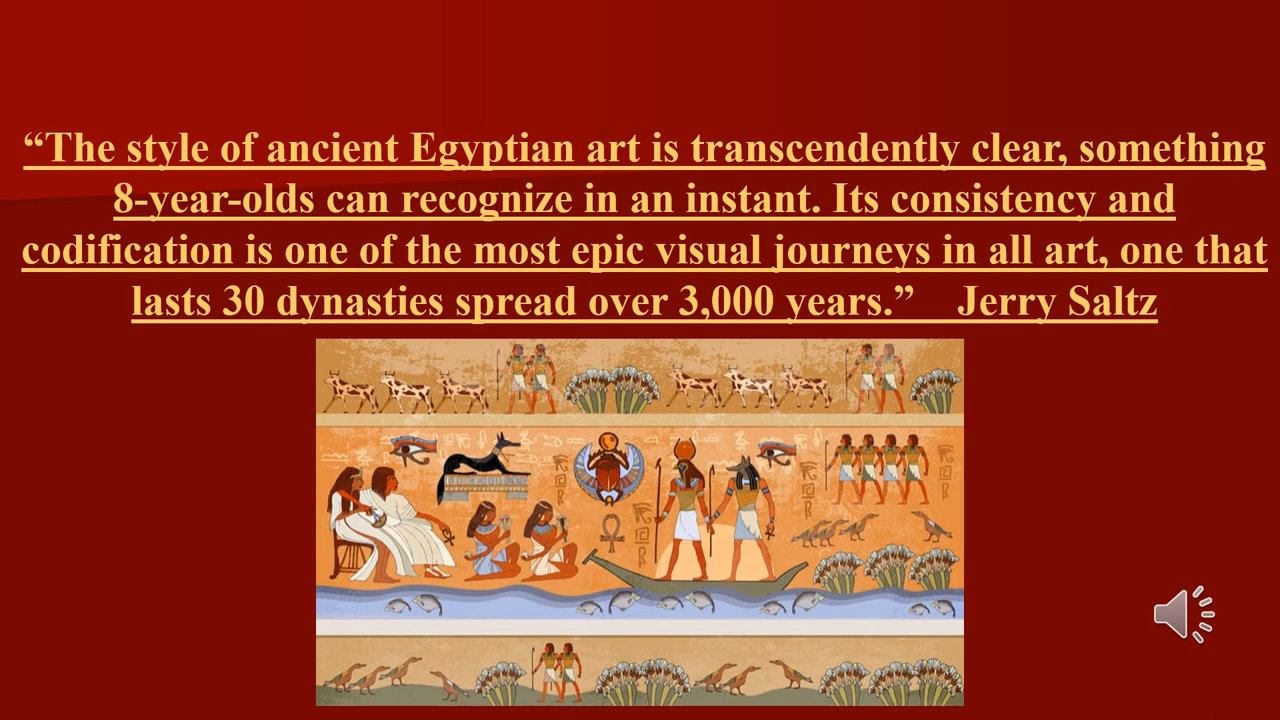 “The style of ancient Egyptian art is transcendently clear, something
8-year-olds can recognize in an instant. Its consistency and
codification is one of the most epic visual journeys in all art, one that
lasts 30 dynasties spread over 3,000 years.”    Jerry Saltz